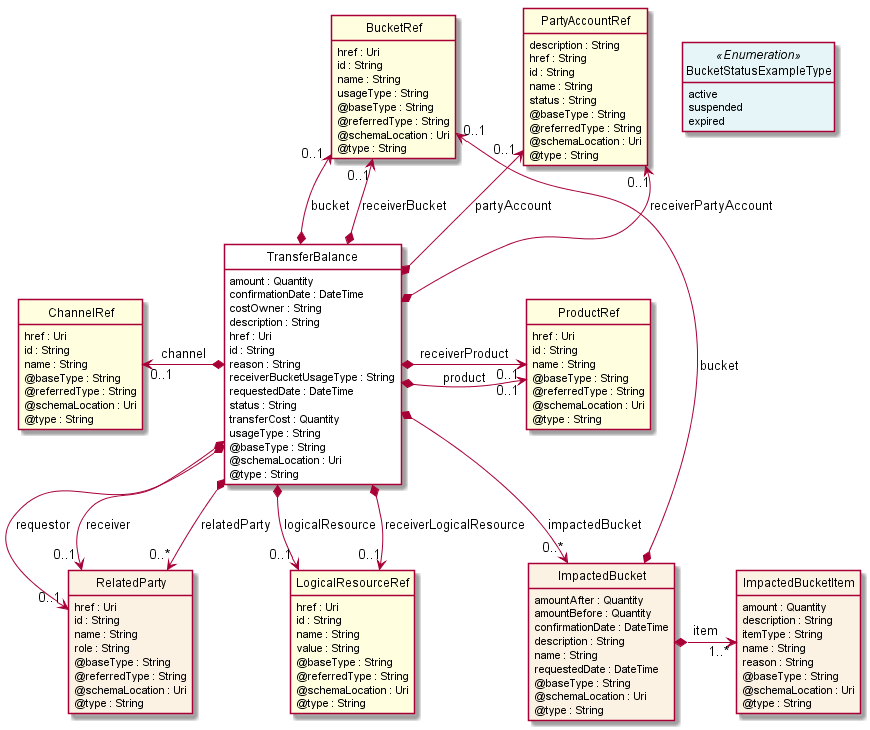 BucketRef
href : Uri
id : String
name : String
usageType : String
@baseType : String
@referredType : String
@schemaLocation : Uri
@type : String
PartyAccountRef
description : String
href : String
id : String
name : String
status : String
@baseType : String
@referredType : String
@schemaLocation : Uri
@type : String
«Enumeration»
BucketStatusExampleType
active
suspended
expired
0..1
0..1
0..1
0..1
0..1
bucket
receiverBucket
partyAccount
receiverPartyAccount
TransferBalance
amount : Quantity
confirmationDate : DateTime
costOwner : String
description : String
href : Uri
id : String
reason : String
receiverBucketUsageType : String
requestedDate : DateTime
status : String
transferCost : Quantity
usageType : String
@baseType : String
@schemaLocation : Uri
@type : String
ChannelRef
href : Uri
id : String
name : String
@baseType : String
@referredType : String
@schemaLocation : Uri
@type : String
channel
0..1
ProductRef
href : Uri
id : String
name : String
@baseType : String
@referredType : String
@schemaLocation : Uri
@type : String
receiverProduct
0..1
product
0..1
bucket
requestor
receiver
relatedParty
logicalResource
receiverLogicalResource
impactedBucket
0..1
0..1
0..*
0..1
0..1
0..*
RelatedParty
href : Uri
id : String
name : String
role : String
@baseType : String
@referredType : String
@schemaLocation : Uri
@type : String
LogicalResourceRef
href : Uri
id : String
name : String
value : String
@baseType : String
@referredType : String
@schemaLocation : Uri
@type : String
ImpactedBucket
amountAfter : Quantity
amountBefore : Quantity
confirmationDate : DateTime
description : String
name : String
requestedDate : DateTime
@baseType : String
@schemaLocation : Uri
@type : String
item
1..*
ImpactedBucketItem
amount : Quantity
description : String
itemType : String
name : String
reason : String
@baseType : String
@schemaLocation : Uri
@type : String